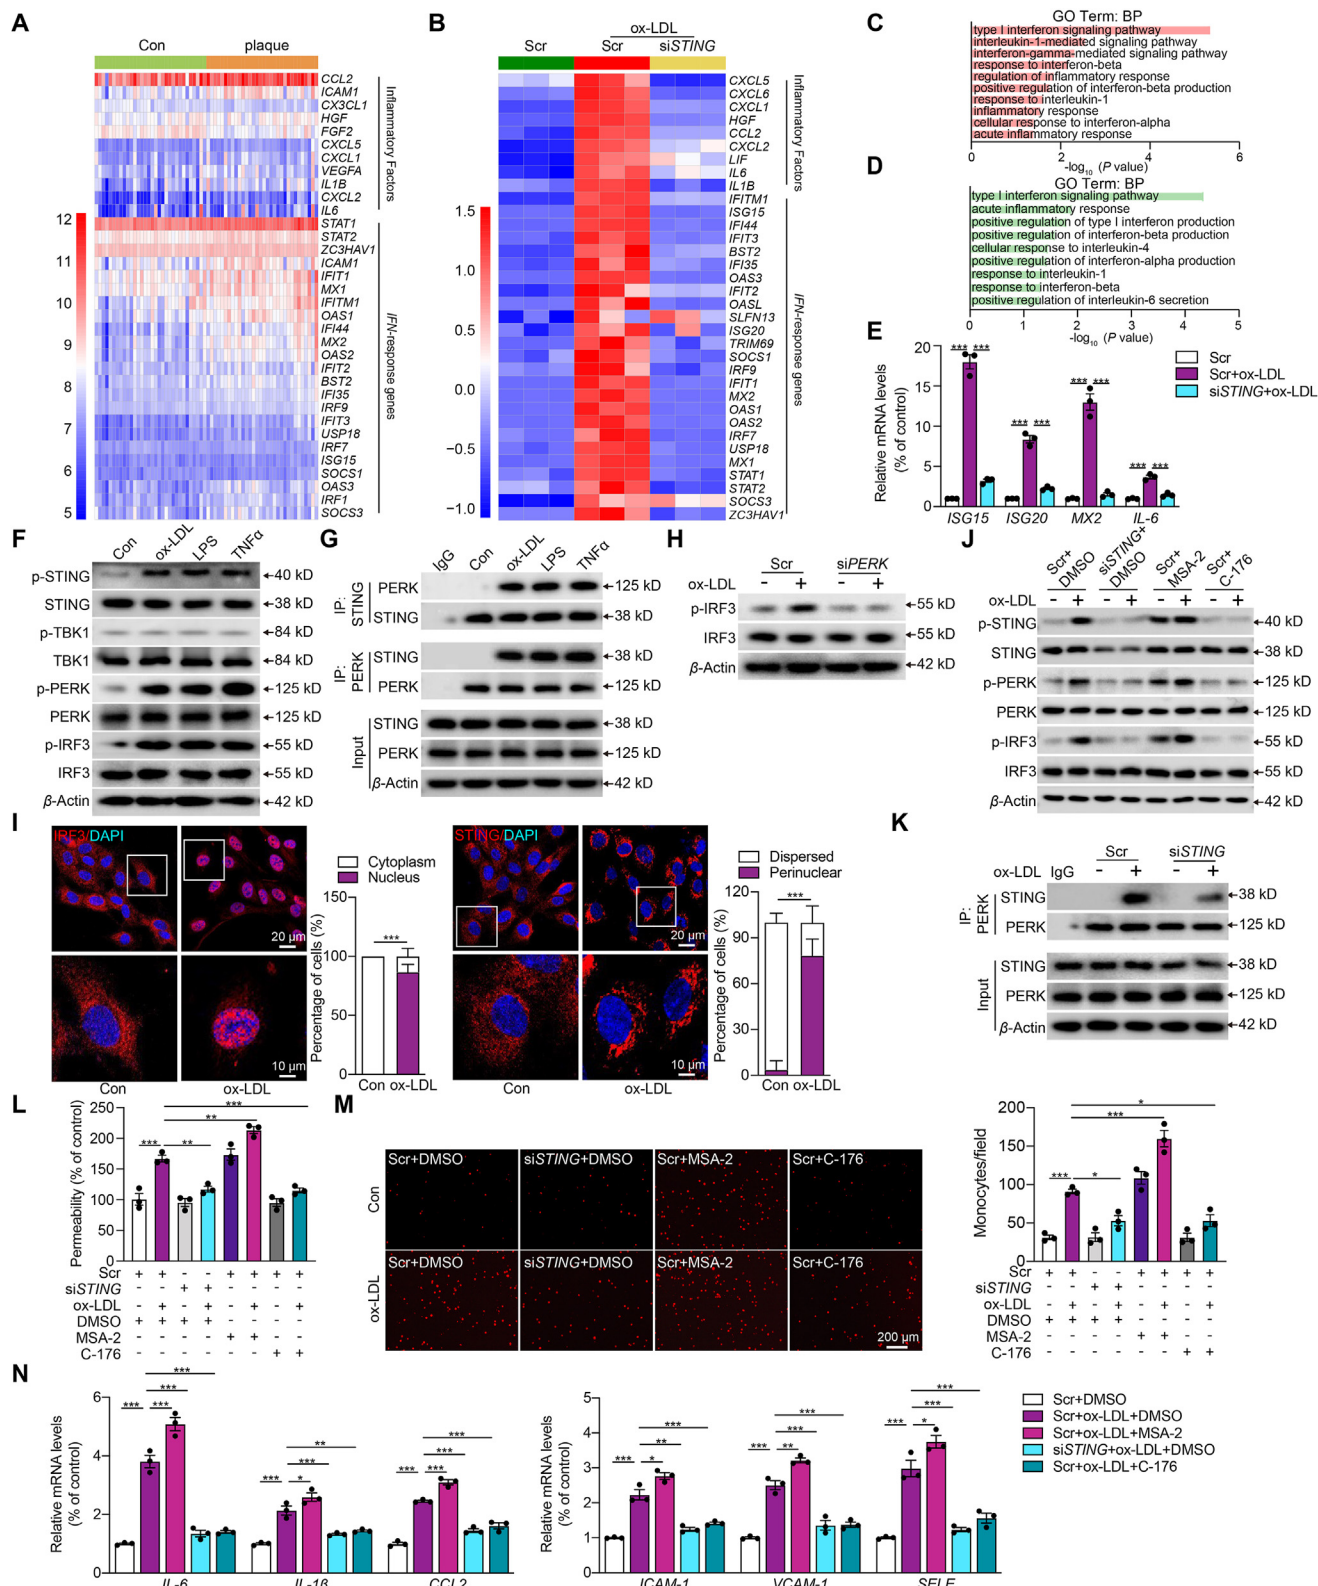 A
Con
plaque
CCL2
ICAM1
CX3CL1
HGF
FGF2
CXCL5
CXCL1
VEGFA
IL1B
CXCL2
IL6
STAT1
STAT2
ZC3HAV1
ICAM1
IFIT1
MX1
IFITM1
OAS1
IFI44
MX2
OAS2
IFIT2
BST2
IFI35
IRF9
IFIT3
USP18
IRF7
ISG15
SOCS1
OAS3
IRF1
SOCS3
Inflammatory Factors
IFN-response genes
12
11
10
9
8
7
6
5
B
ox-LDL
Scr
Scr
siSTING
CXCL5
CXCL6
CXCL1
HGF
CCL2
CXCL2
LIF
IL6
IL1B
IFITM1
ISG15
IFI44
IFIT3
BST2
IFI35
OAS3
IFIT2
OASL
SLFN13
ISG20
TRIM69
SOCS1
IRF9
IFIT1
MX2
OAS1
OAS2
IRF7
USP18
MX1
STAT1
STAT2
SOCS3
ZC3HAV1
Inflammatory Factors
IFN-response genes
1.5
1.0
0.5
0.0
−0.5
−1.0
C
GO Term: BP
type I interferon signaling pathway
interleukin-1-mediated signaling pathway
interferon-gamma-mediated signaling pathway
response to interferon-beta
regulation of inflammatory response
positive regulation of interferon-beta production
response to interleukin-1
inflammatory response
cellular response to interferon-alpha
acute inflammatory response
0 2 4 6
-log10 (P value)
D
GO Term: BP
type I interferon signaling pathway
acute inflammatory response
positive regulation of type I interferon production
positive regulation of interferon-beta production
cellular response to interleukin-4
positive regulation of interferon-alpha production
response to interleukin-1
response to interferon-beta
positive regulation of interleukin-6 secretion
0 1 2 3 4 5
-log10 (P value)
E
Relative mRNA levels
(% of control)
20
15
10
5
0
*** ***
*** ***
*** ***
*** ***
ISG15 ISG20 MX2 IL-6
Scr
Scr+ox-LDL
siSTING+ox-LDL
F
Con ox-LDL LPS TNFα
p-STING 40 kD
STING 38 kD
p-TBK1 84 kD
TBK1 84 kD
p-PERK 125 kD
PERK 125 kD
p-IRF3 55 kD
IRF3 55 kD
β-Actin 42 kD
G
IgG Con ox-LDL LPS TNFα
IP: STING
PERK 125 kD
STING 38 kD
IP: PERK
STING 38 kD
PERK 125 kD
Input
STING 38 kD
PERK 125 kD
β-Actin 42 kD
H
Scr siPERK
ox-LDL - + - +
p-IRF3 55 kD
IRF3 55 kD
β-Actin 42 kD
J
Scr+ DMSO siSTING+ DMSO Scr+ MSA-2 Scr+ C-176
ox-LDL - + - + - + - +
p-STING 40 kD
STING 38 kD
p-PERK 125 kD
PERK 125 kD
p-IRF3 55 kD
IRF3 55 kD
β-Actin 42 kD
I
IRF3/DAPI
20 µm
10 µm
Con ox-LDL
Cytoplasm
Nucleus
Percentage of cells (%)
150
100
50
0
***
Con ox-LDL
STING/DAPI
20 µm
10 µm
Con ox-LDL
Dispersed
Perinuclear
Percentage of cells (%)
120
90
60
30
0
***
Con ox-LDL
K
Scr siSTING
ox-LDL IgG - + - +
IP: PERK
STING 38 kD
PERK 125 kD
Input
STING 38 kD
PERK 125 kD
β-Actin 42 kD
L
Permeability (% of control)
250
200
150
100
50
0
***
**
*** **
Scr + + - - + + + +
siSTING - - + + - - - -
ox-LDL - + - + - + - +
DMSO + + + + - - - -
MSA-2 - - - - + + - -
C-176 - - - - - - + +
M
Con
Scr+DMSO siSTING+DMSO Scr+MSA-2 Scr+C-176
ox-LDL
Scr+DMSO siSTING+DMSO Scr+MSA-2 Scr+C-176
200 µm
Monocytes/field
200
150
100
50
0
*
***
*** *
Scr + + - - + + + +
siSTING - - + + - - - -
ox-LDL - + - + - + - +
DMSO + + + + - - - -
MSA-2 - - - - + + - -
C-176 - - - - - - + +
N
Relative mRNA levels
(% of control)
6
4
2
0
***
***
*** ***
**
***
*** *
***
***
*** ***
IL-6 IL-1β CCL2
Relative mRNA levels
(% of control)
5
4
3
2
1
0
***
**
*** *
***
***
*** **
***
***
*** *
ICAM-1 VCAM-1 SELE
Scr+DMSO
Scr+ox-LDL+DMSO
Scr+ox-LDL+MSA-2
siSTING+ox-LDL+DMSO
Scr+ox-LDL+C-176